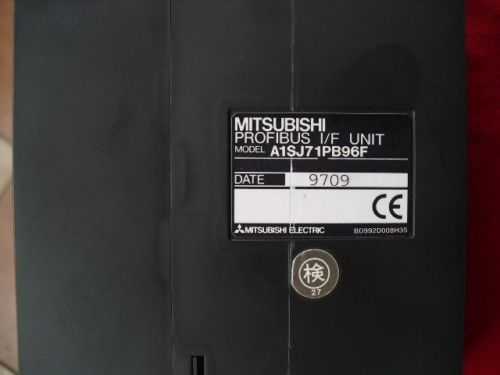 MITSUBISHI
PROFIBUS I/F UNIT
MODEL A1SJ71PB96F
DATE 9709
CE
MITSUBISHI ELECTRIC BD992D008H35
検
27